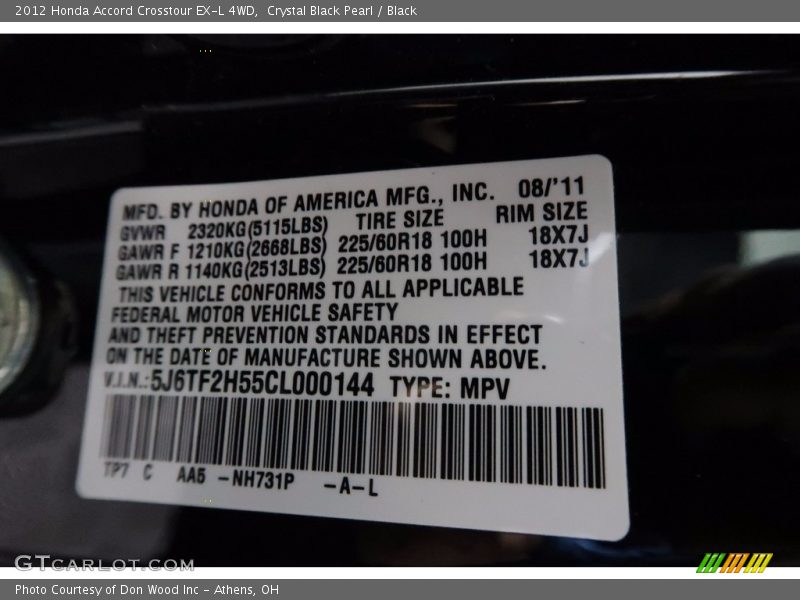 2012 Honda Accord Crosstour EX-L 4WD,  Crystal Black Pearl / Black
MFD. BY HONDA OF AMERICA MFG., INC. 08/'11
GVWR 2320KG(5115LBS) TIRE SIZE RIM SIZE
GAWR F 1210KG(2668LBS) 225/60R18 100H 18X7J
GAWR R 1140KG(2513LBS) 225/60R18 100H 18X7J
THIS VEHICLE CONFORMS TO ALL APPLICABLE
FEDERAL MOTOR VEHICLE SAFETY
AND THEFT PREVENTION STANDARDS IN EFFECT
ON THE DATE OF MANUFACTURE SHOWN ABOVE.
V.I.N.:5J6TF2H55CL000144 TYPE: MPV
TP7 C AA5 -NH731P -A-L
GTCARLOT.COM
Photo Courtesy of Don Wood Inc - Athens, OH